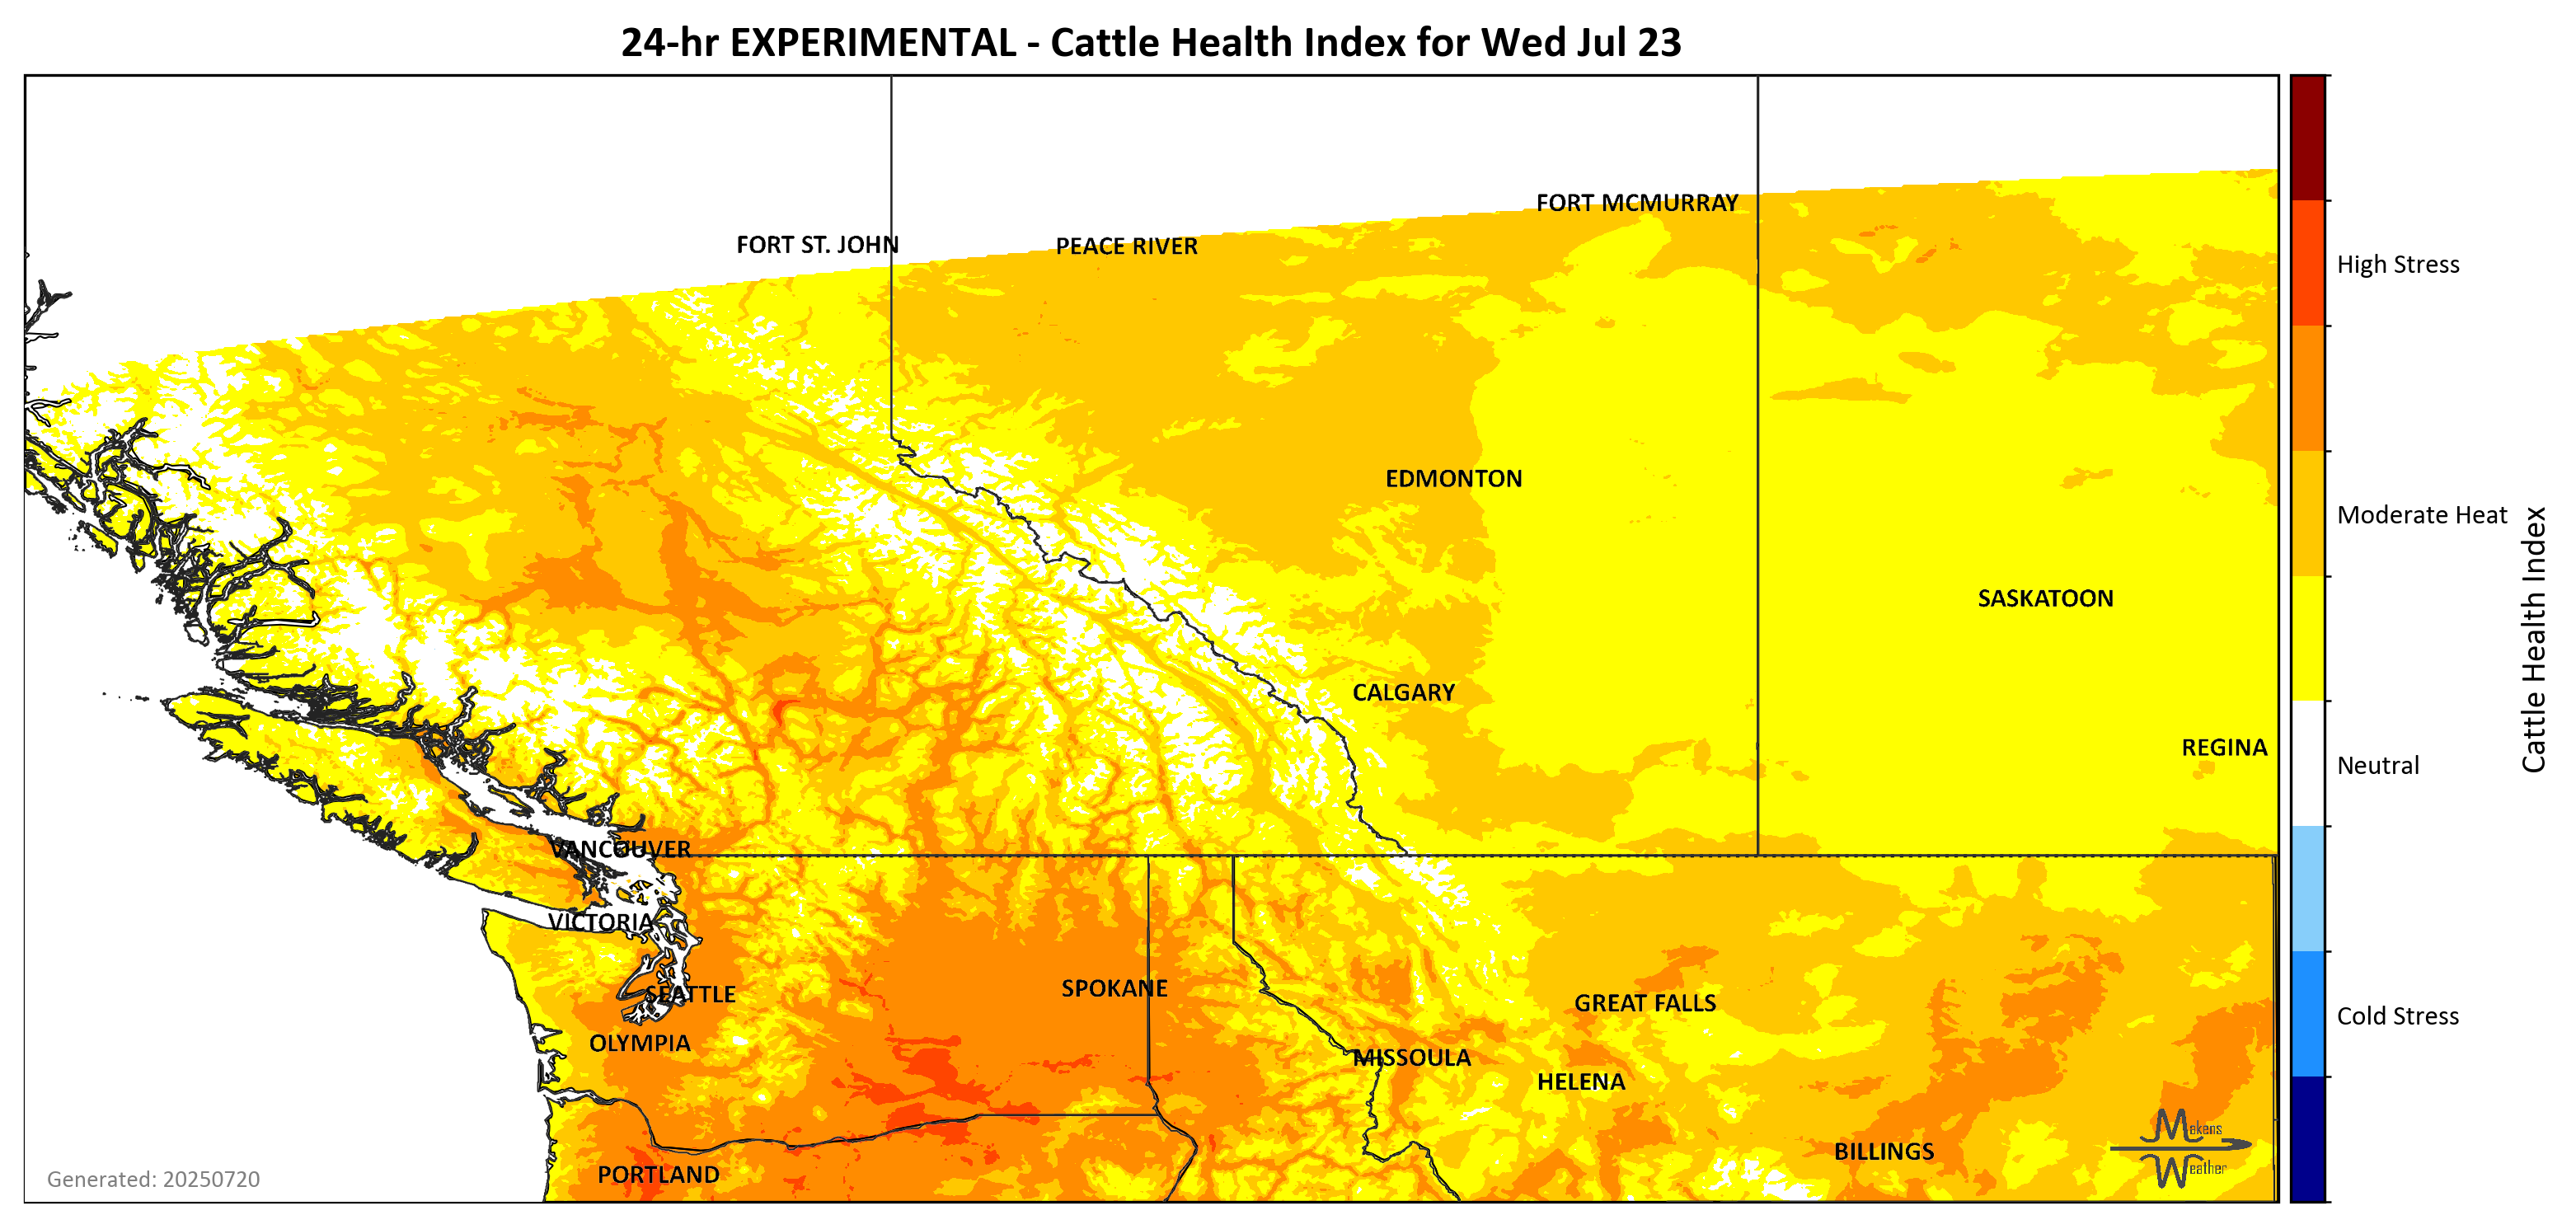 24-hr EXPERIMENTAL - Cattle Health Index for Wed Jul 23
FORT MCMURRAY
FORT ST. JOHN
PEACE RIVER
High Stress
EDMONTON
Moderate Heat
SASKATOON
Cattle Health Index
CALGARY
REGINA
Neutral
VANCOUVER
VICTORIA
SPOKANE
SEATTLE
GREAT FALLS
Cold Stress
OLYMPIA
MISSOULA
HELENA
Makens
BILLINGS
Weather
PORTLAND
Generated: 20250720